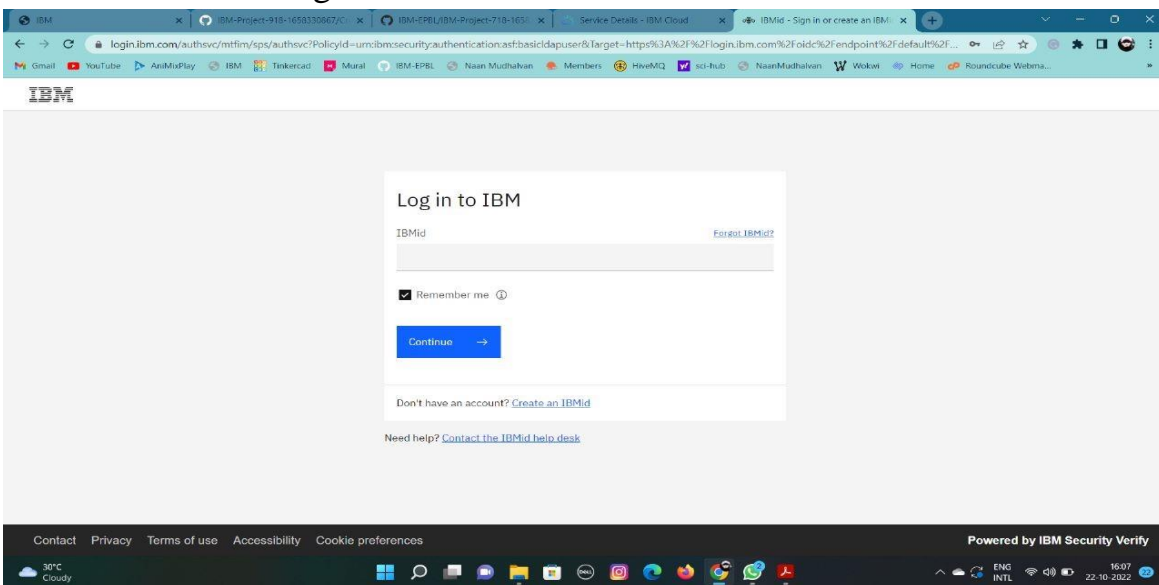 IBM
IBM-Project-918-1658330867/C
IBM-EPBL/IBM-Project-718-165
Service Details - IBM Cloud
IBMid - Sign in or create an IBM
login.ibm.com/authsvc/mtfim/sps/authsvc?PolicyId=urn:ibm:security:authentication:asf:basicldapuser&Target=https%3A%2F%2Flogin.ibm.com%2Foidc%2Fendpoint%2Fdefault%2F...
Gmail YouTube AniMixPlay IBM Tinkercad Mural IBM-EPBL Naan Mudhalvan Members HiveMQ sci-hub NaanMudhalvan Wokwi Home Roundcube Webma...
IBM
Log in to IBM
IBMid Forgot IBMid?
Remember me
Continue →
Don't have an account? Create an IBMid
Need help? Contact the IBMid help desk
Contact Privacy Terms of use Accessibility Cookie preferences Powered by IBM Security Verify
30°C
Cloudy
ENG
INTL
16:07
22-10-2022
22